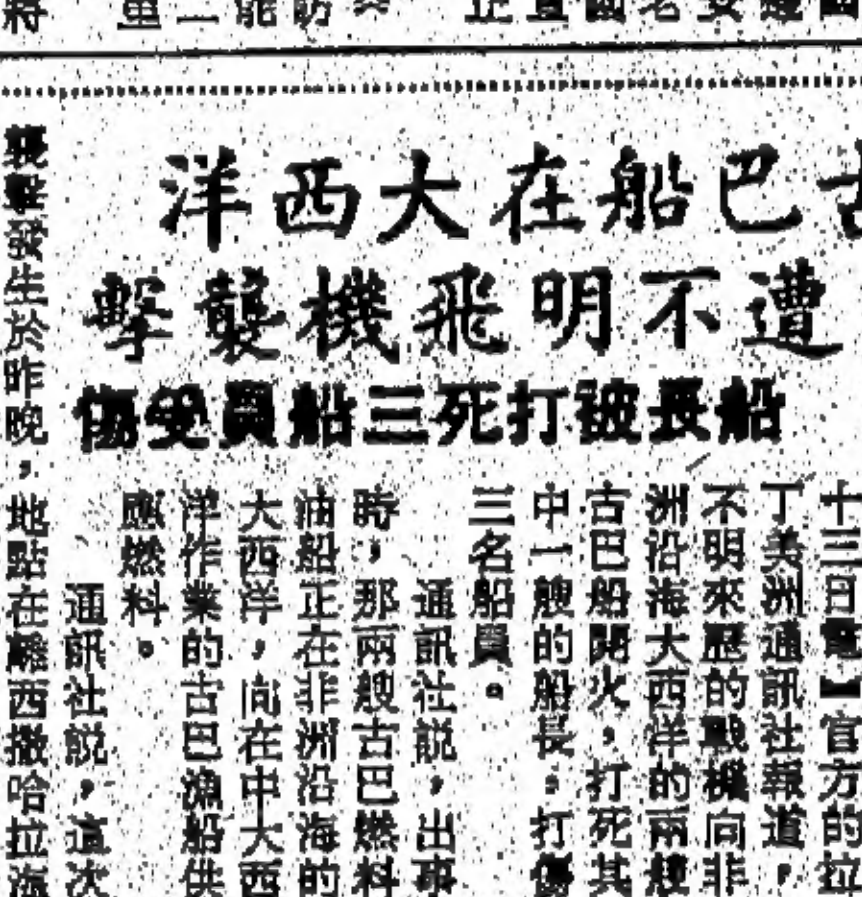 古巴船在大西洋
遭不明飛機襲擊
船長被打死三船員受傷
十三日電】官方的拉
丁美洲通訊社報道，
不明來歷的戰機向非
洲沿海大西洋的兩艘
古巴船開火，打死其
中一艘的船長，打傷
三名船員。
通訊社說，出事
時，那兩艘古巴燃料
油船正在非洲沿海的
大西洋，向在中大西
洋作業的古巴漁船供
應燃料。
通訊社說，這次
襲擊發生於昨晚，地點在離西撒哈拉海